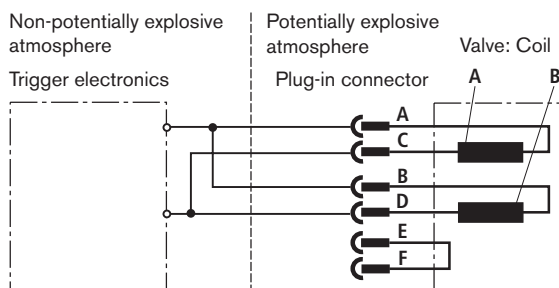 Non-potentially explosive
atmosphere
Trigger electronics
Potentially explosive
atmosphere
Plug-in connector
Valve: Coil
A
B
A
C
B
D
E
F